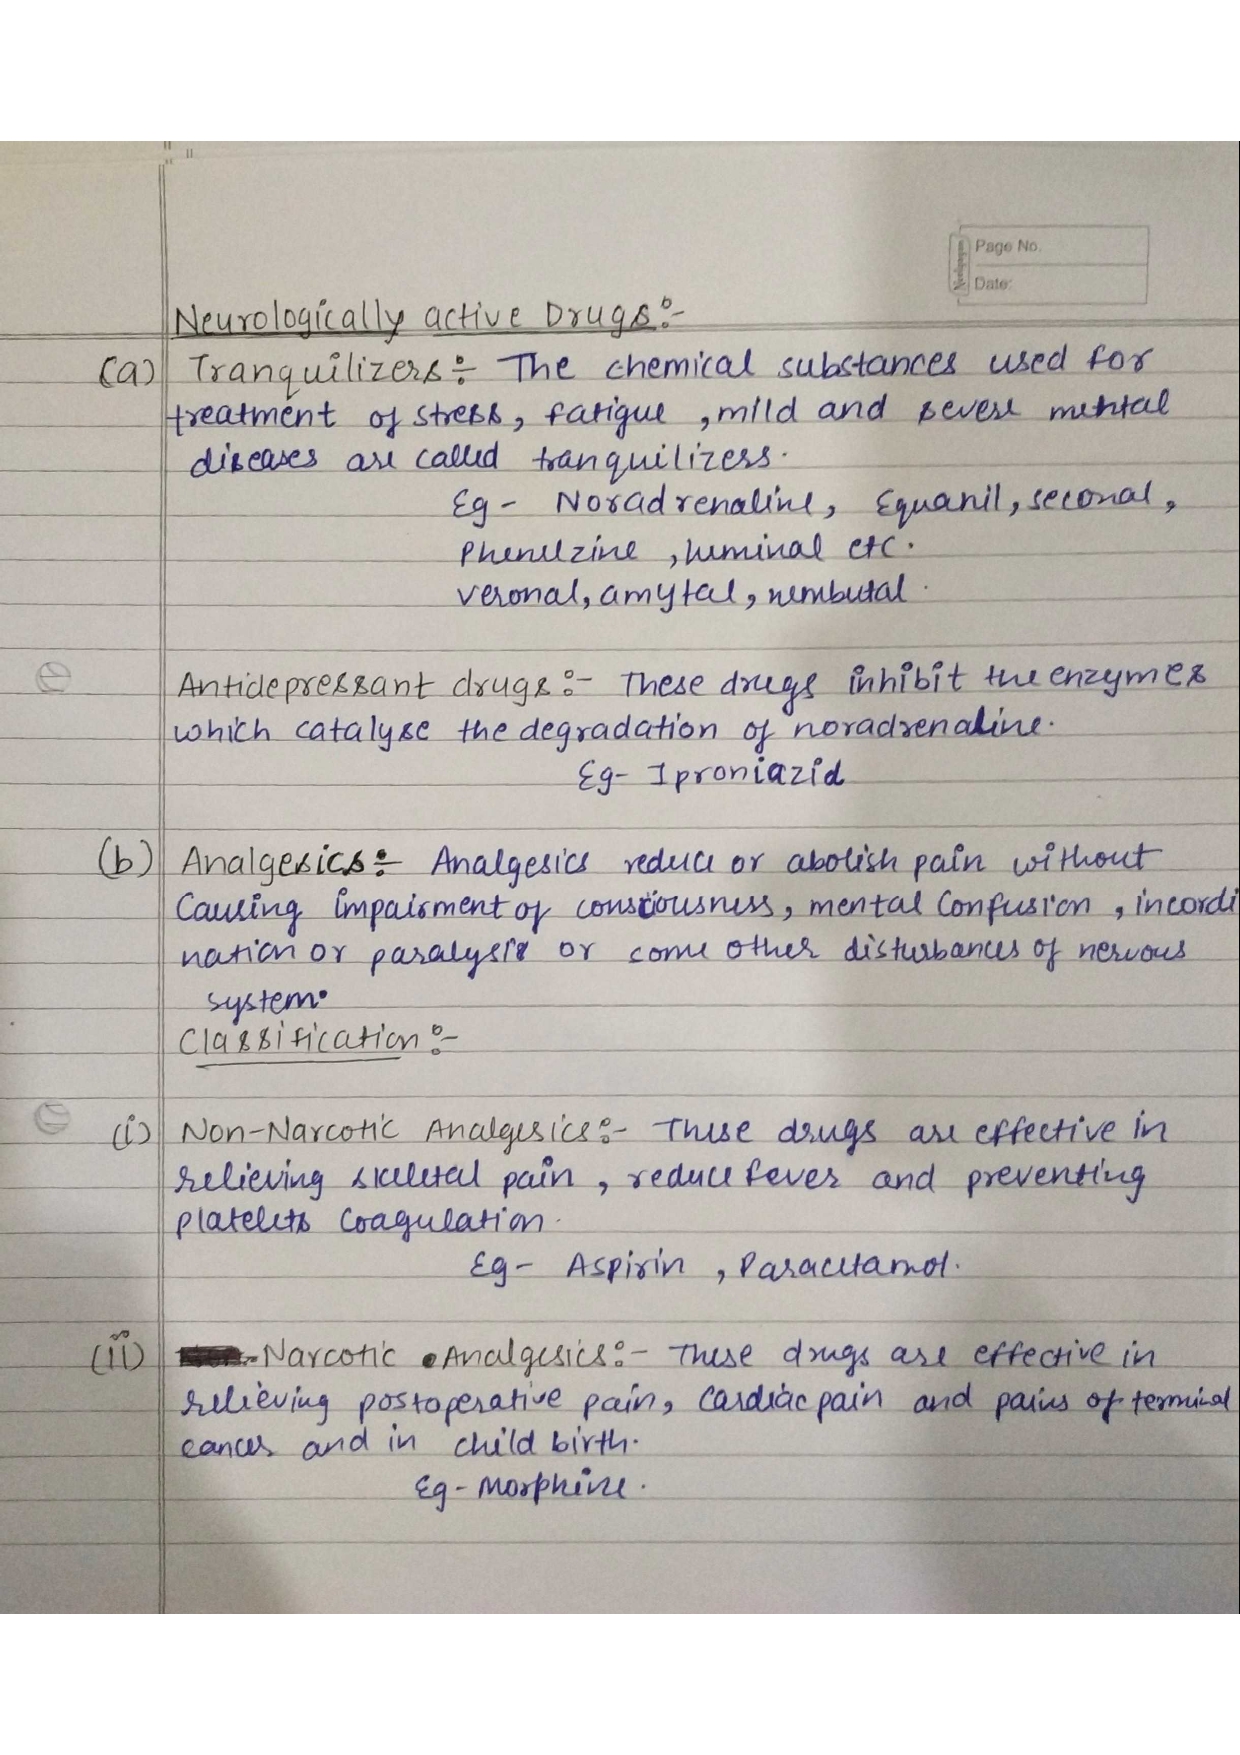 Page No.
Neelgagan
Date:
Neurologically active Drugs:-
(a) Tranquilizers:- The chemical substances used for
treatment of stress, fatigue , mild and severe mental
diseases are called tranquilizers.
Eg - Noradrenaline, Equanil, seconal,
Phenelzine , luminal etc.
veronal, amytal, nembutal.
Antidepressant drugs:- These drugs inhibit the enzymes
which catalyse the degradation of noradrenaline.
Eg- Iproniazid
(b) Analgesics:- Analgesics reduce or abolish pain without
Causing impairment of consciousness, mental Confusion , incordi
nation or paralysis or some other disturbances of nervous
system.
Classification:-
(i) Non-Narcotic Analgesics:- These drugs are effective in
relieving skeletal pain , reduce fever and preventing
platelets Coagulation.
Eg- Aspirin , Paracetamol.
(ii) Narcotic Analgesics:- These drugs are effective in
relieving postoperative pain, Cardiac pain and pains of terminal
cancer and in child birth.
Eg- Morphine.